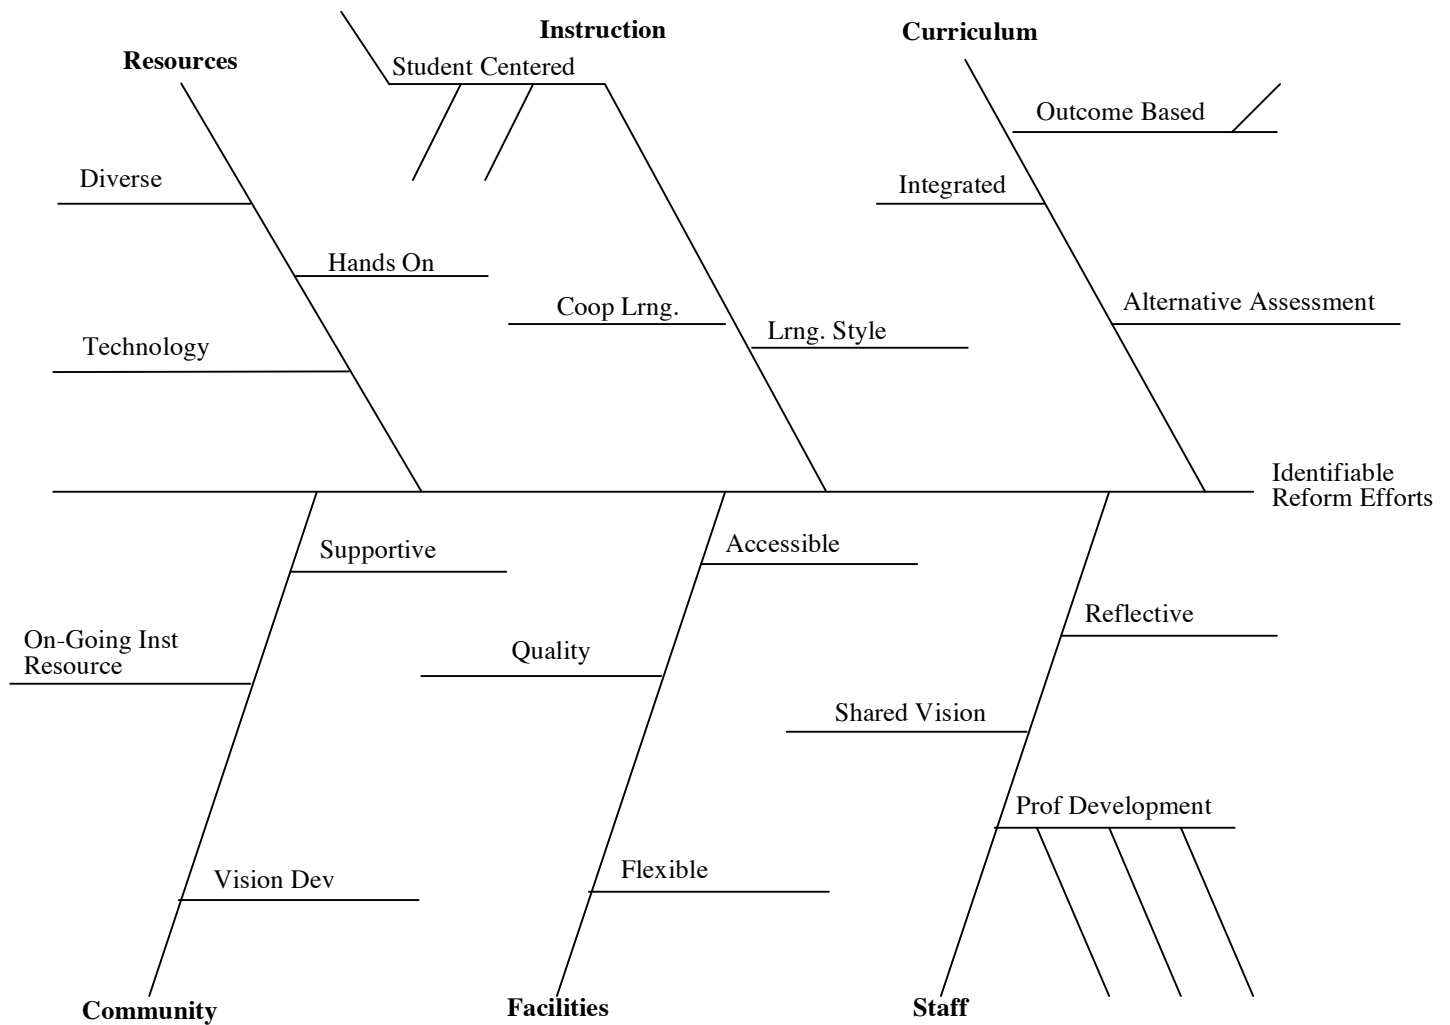 Instruction
Curriculum
Resources
Student Centered
Outcome Based
Diverse
Integrated
Hands On
Coop Lrng.
Alternative Assessment
Technology
Lrng. Style
Identifiable
Reform Efforts
Supportive
Accessible
Reflective
On-Going Inst
Resource
Quality
Shared Vision
Prof Development
Vision Dev
Flexible
Community
Facilities
Staff